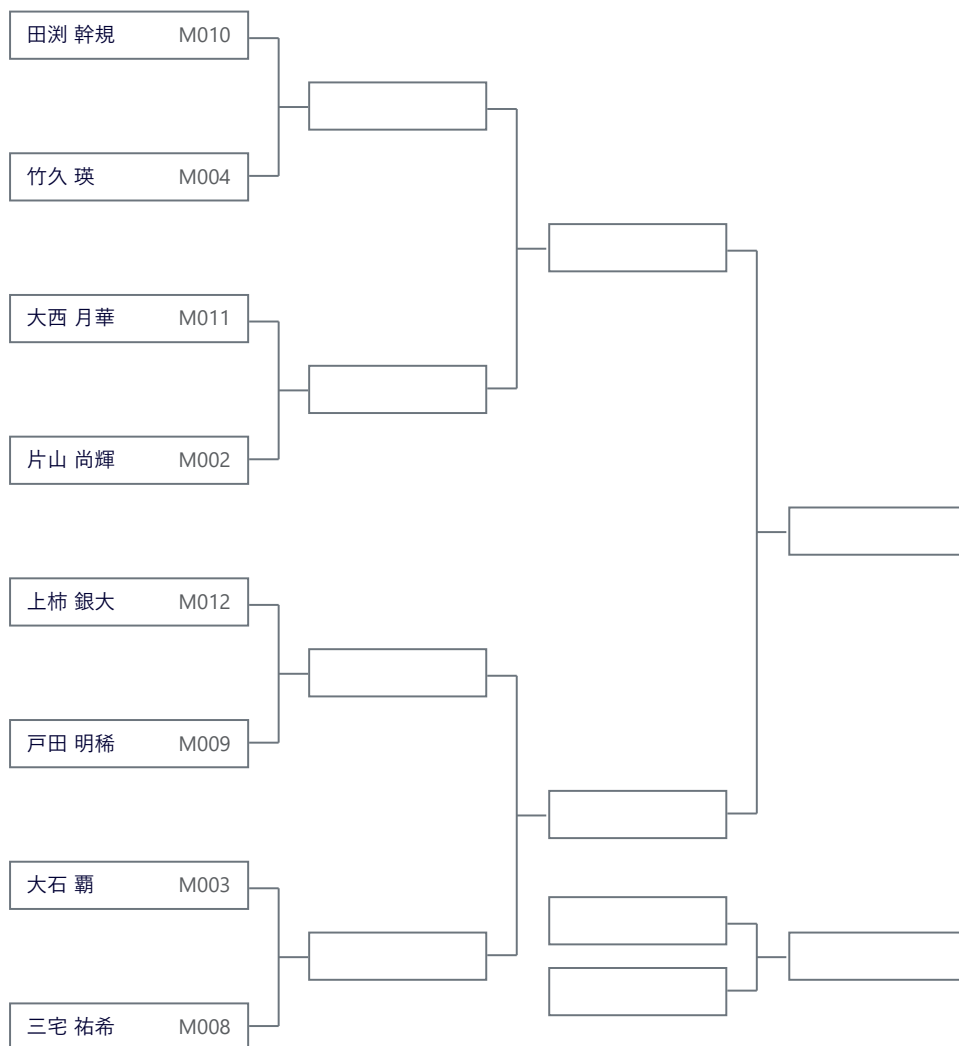 田渕 幹規 M010
竹久 瑛 M004
大西 月華 M011
片山 尚輝 M002
上柿 銀大 M012
戸田 明稀 M009
大石 覇 M003
三宅 祐希 M008